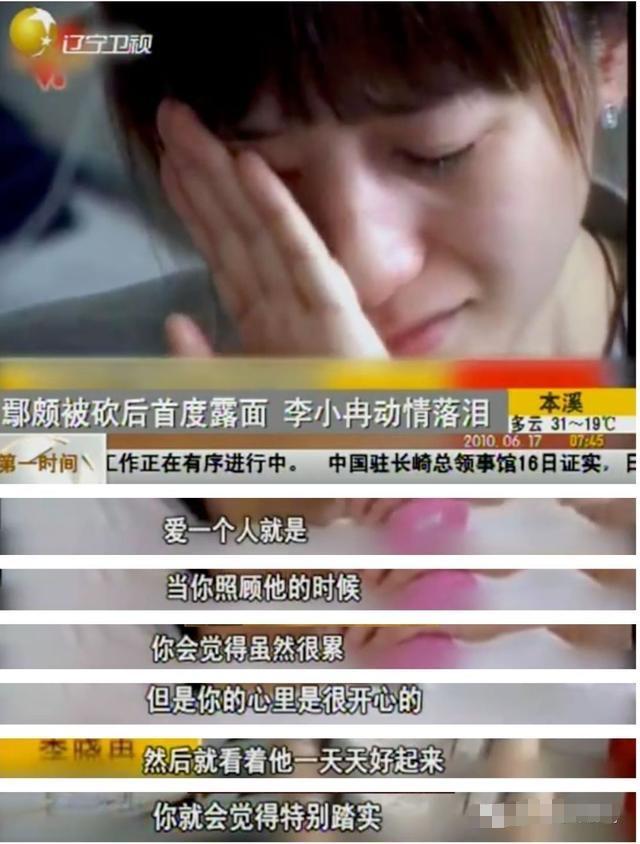 辽宁卫视
鄢颇被砍后首度露面 李小冉动情落泪
本溪
多云 31～19℃
2010.06.17 07:45
第一时间
工作正在有序进行中。 中国驻长崎总领事馆16日证实，日
爱一个人就是
当你照顾他的时候
你会觉得虽然很累
但是你的心里是很开心的
然后就看着他一天天好起来
你就会觉得特别踏实